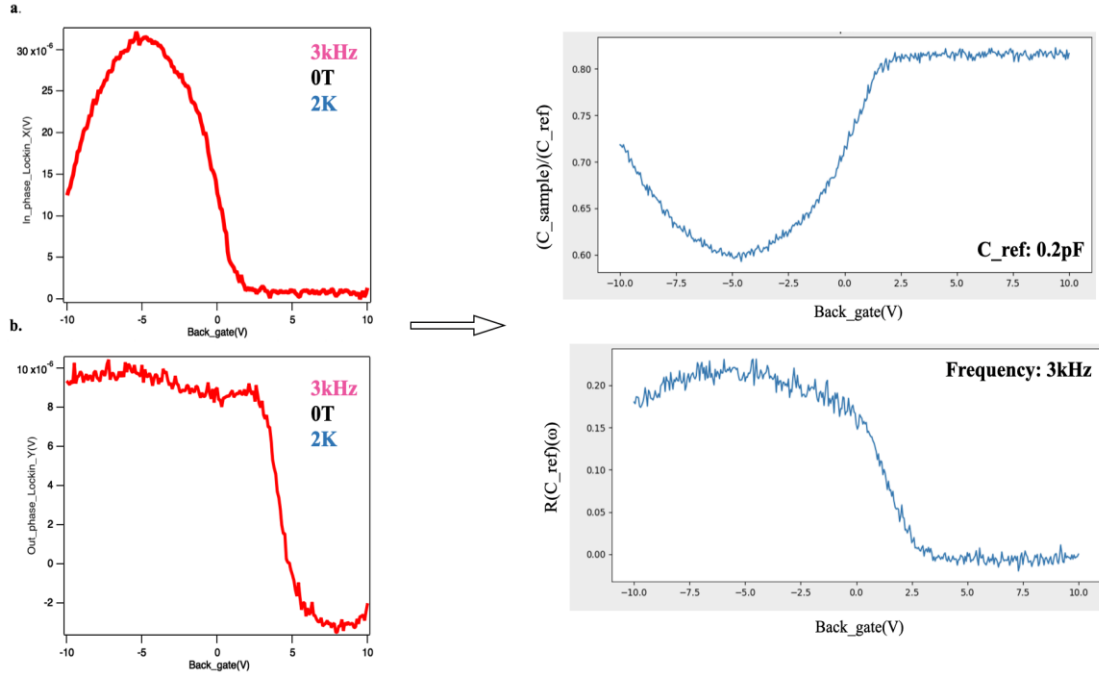 a.
30 x10⁻⁶
25
20
15
10
5
0
In_phase_Lockin_X(V)
3kHz
0T
2K
-10
-5
0
5
10
Back_gate(V)
0.80
0.75
0.70
0.65
0.60
(C_sample)/(C_ref)
C_ref: 0.2pF
−10.0
−7.5
−5.0
−2.5
0.0
2.5
5.0
7.5
10.0
Back_gate(V)
b.
10 x10⁻⁶
8
6
4
2
0
-2
Out_phase_Lockin_Y(V)
3kHz
0T
2K
-10
-5
0
5
10
Back_gate(V)
0.20
0.15
0.10
0.05
0.00
R(C_ref)(ω)
Frequency: 3kHz
−10.0
−7.5
−5.0
−2.5
0.0
2.5
5.0
7.5
10.0
Back_gate(V)